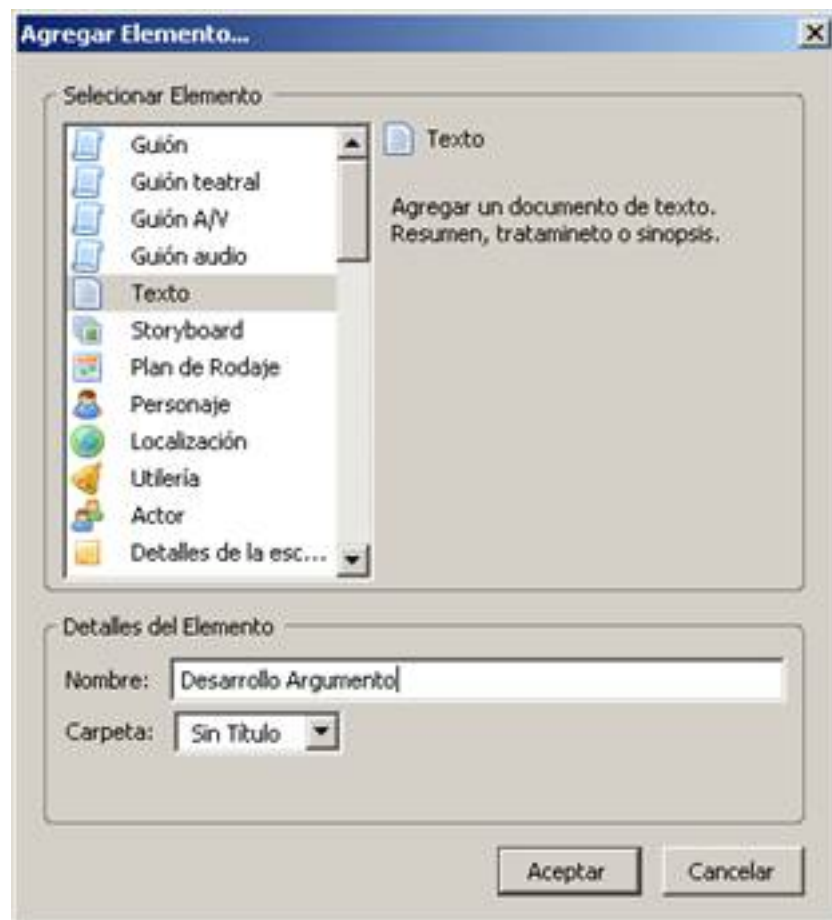 Agregar Elemento...
Selecionar Elemento
Guión
Guión teatral
Guión A/V
Guión audio
Texto
Storyboard
Plan de Rodaje
Personaje
Localización
Utilería
Actor
Detalles de la esc...
Texto
Agregar un documento de texto.
Resumen, tratamineto o sinopsis.
Detalles del Elemento
Nombre: Desarrollo Argumento
Carpeta: Sin Título
Aceptar Cancelar